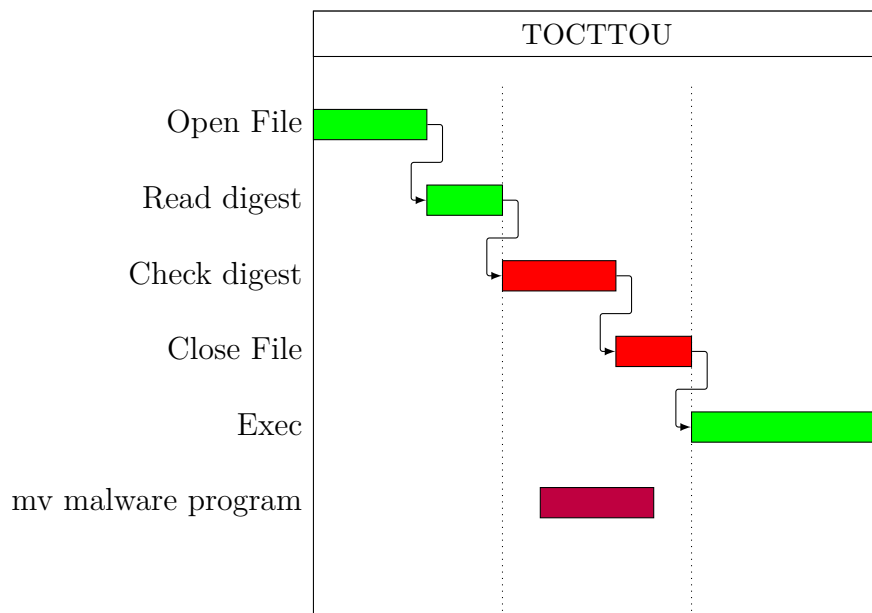 TOCTTOU
Open File
Read digest
Check digest
Close File
Exec
mv malware program